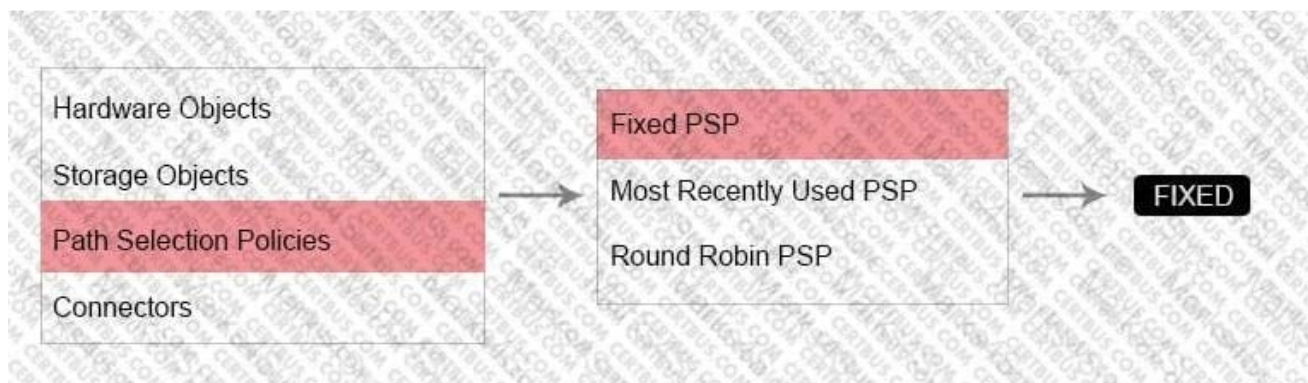 Hardware Objects
Storage Objects
Path Selection Policies
Connectors
Fixed PSP
Most Recently Used PSP
Round Robin PSP
FIXED